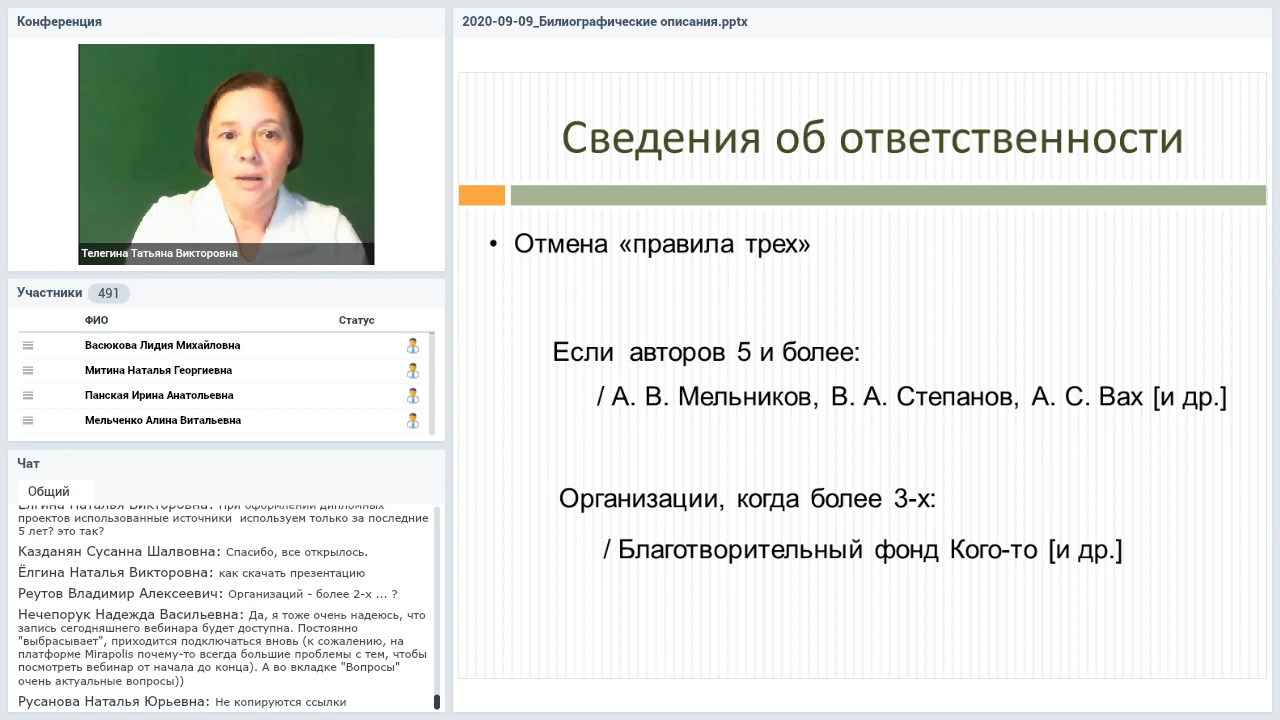 Конференция
Телегина Татьяна Викторовна
Участники 491
ФИО Статус
Васюкова Лидия Михайловна
Митина Наталья Георгиевна
Панская Ирина Анатольевна
Мельченко Алина Витальевна
Чат
Общий
Ёлгина Наталья Викторовна: При оформлении дипломных
проектов использованные источники используем только за последние
5 лет? это так?
Казданян Сусанна Шалвовна: Спасибо, все открылось.
Ёлгина Наталья Викторовна: как скачать презентацию
Реутов Владимир Алексеевич: Организаций - более 2-х ... ?
Нечепорук Надежда Васильевна: Да, я тоже очень надеюсь, что
запись сегодняшнего вебинара будет доступна. Постоянно
"выбрасывает", приходится подключаться вновь (к сожалению, на
платформе Mirapolis почему-то всегда большие проблемы с тем, чтобы
посмотреть вебинар от начала до конца). А во вкладке "Вопросы"
очень актуальные вопросы))
Русанова Наталья Юрьевна: Не копируются ссылки
2020-09-09_Билиографические описания.pptx
Сведения об ответственности
• Отмена «правила трех»
Если авторов 5 и более:
/ А. В. Мельников, В. А. Степанов, А. С. Вах [и др.]
Организации, когда более 3-х:
/ Благотворительный фонд Кого-то [и др.]